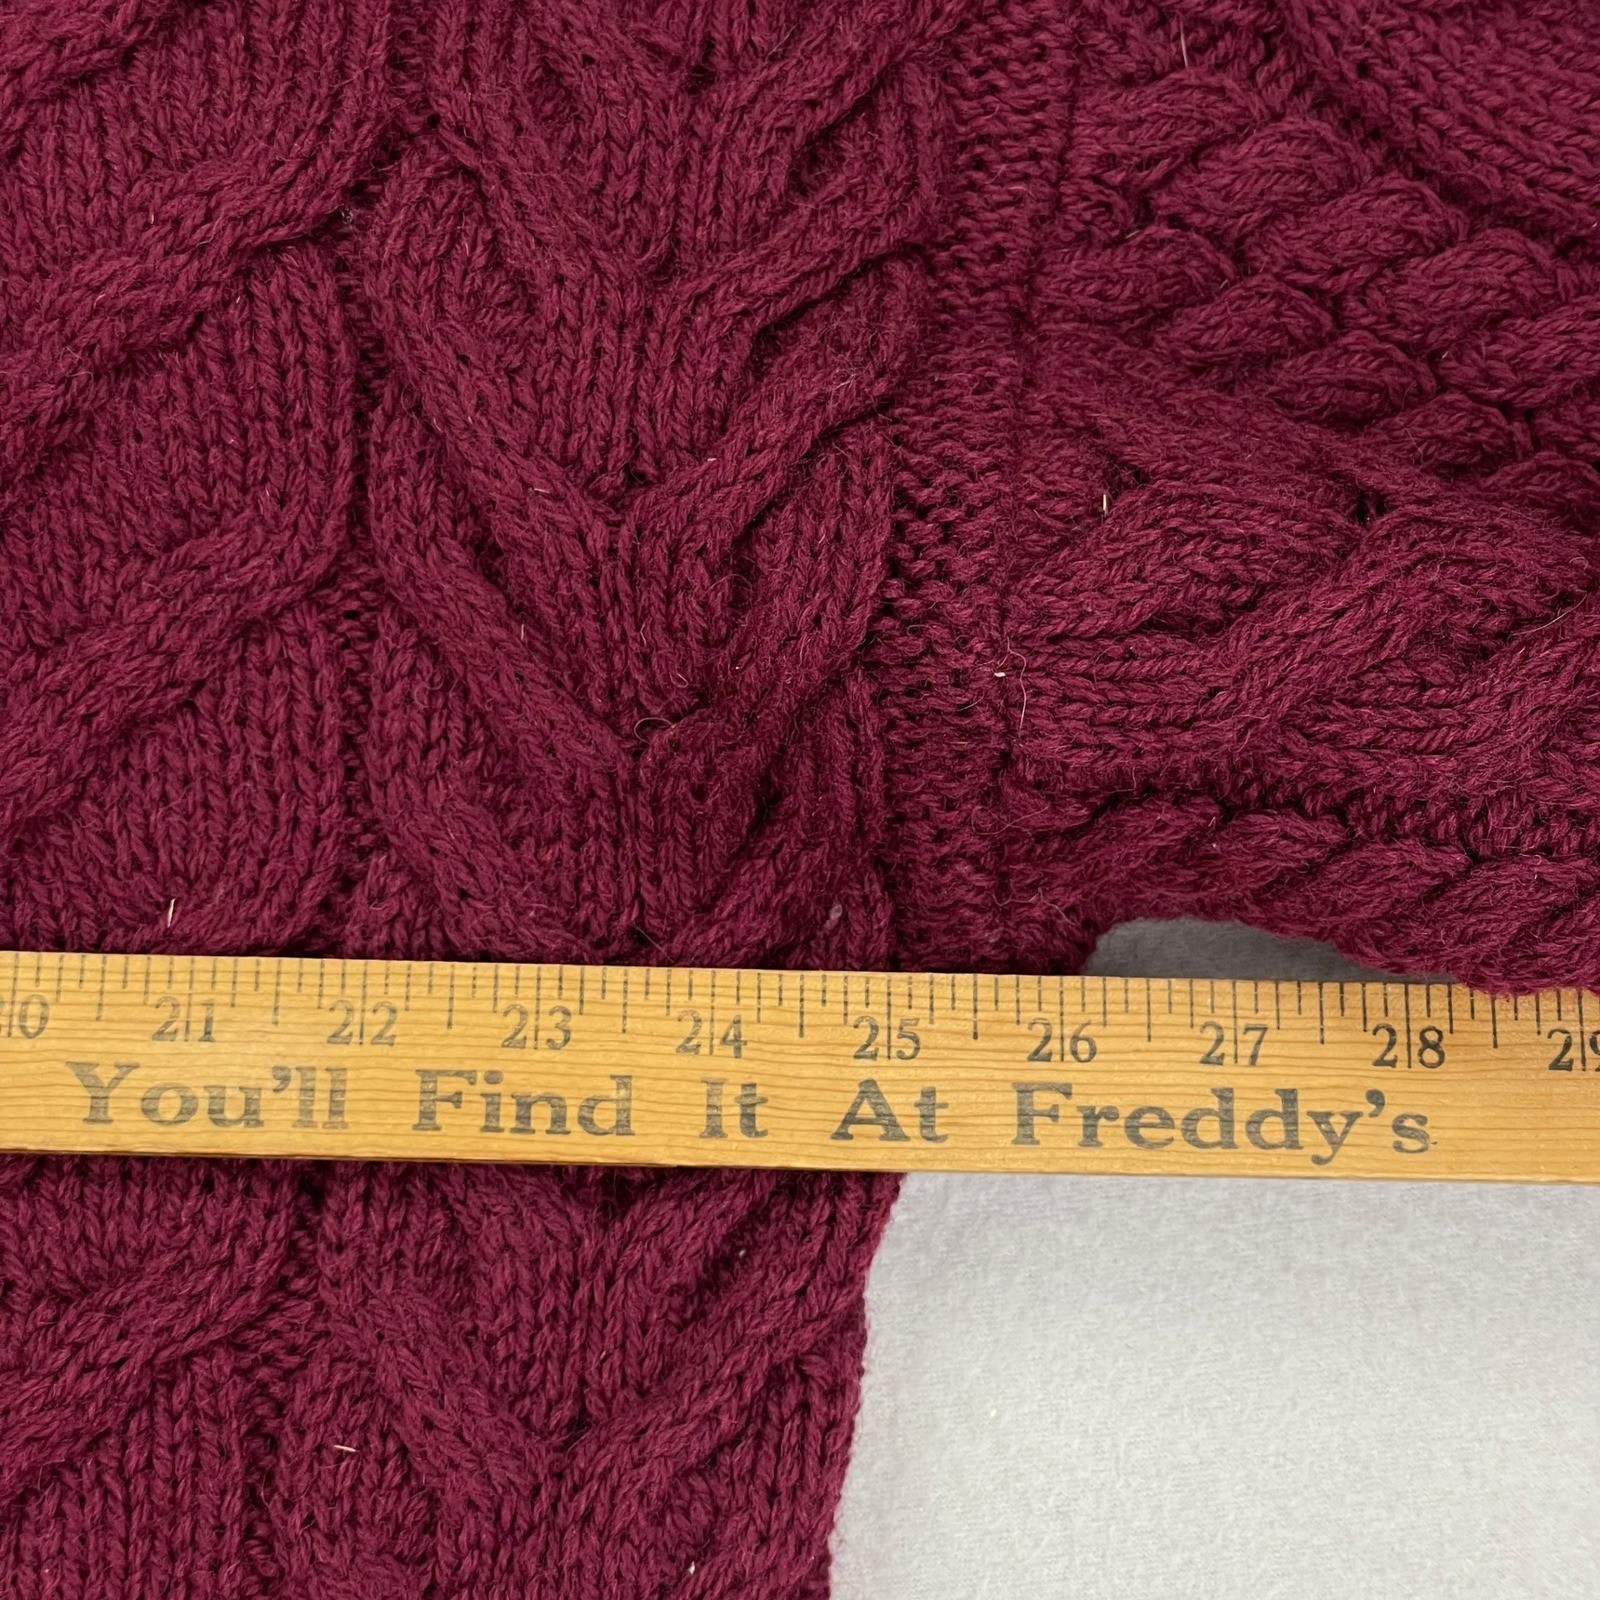 20 21 22 23 24 25 26 27 28 29
You'll Find It At Freddy's